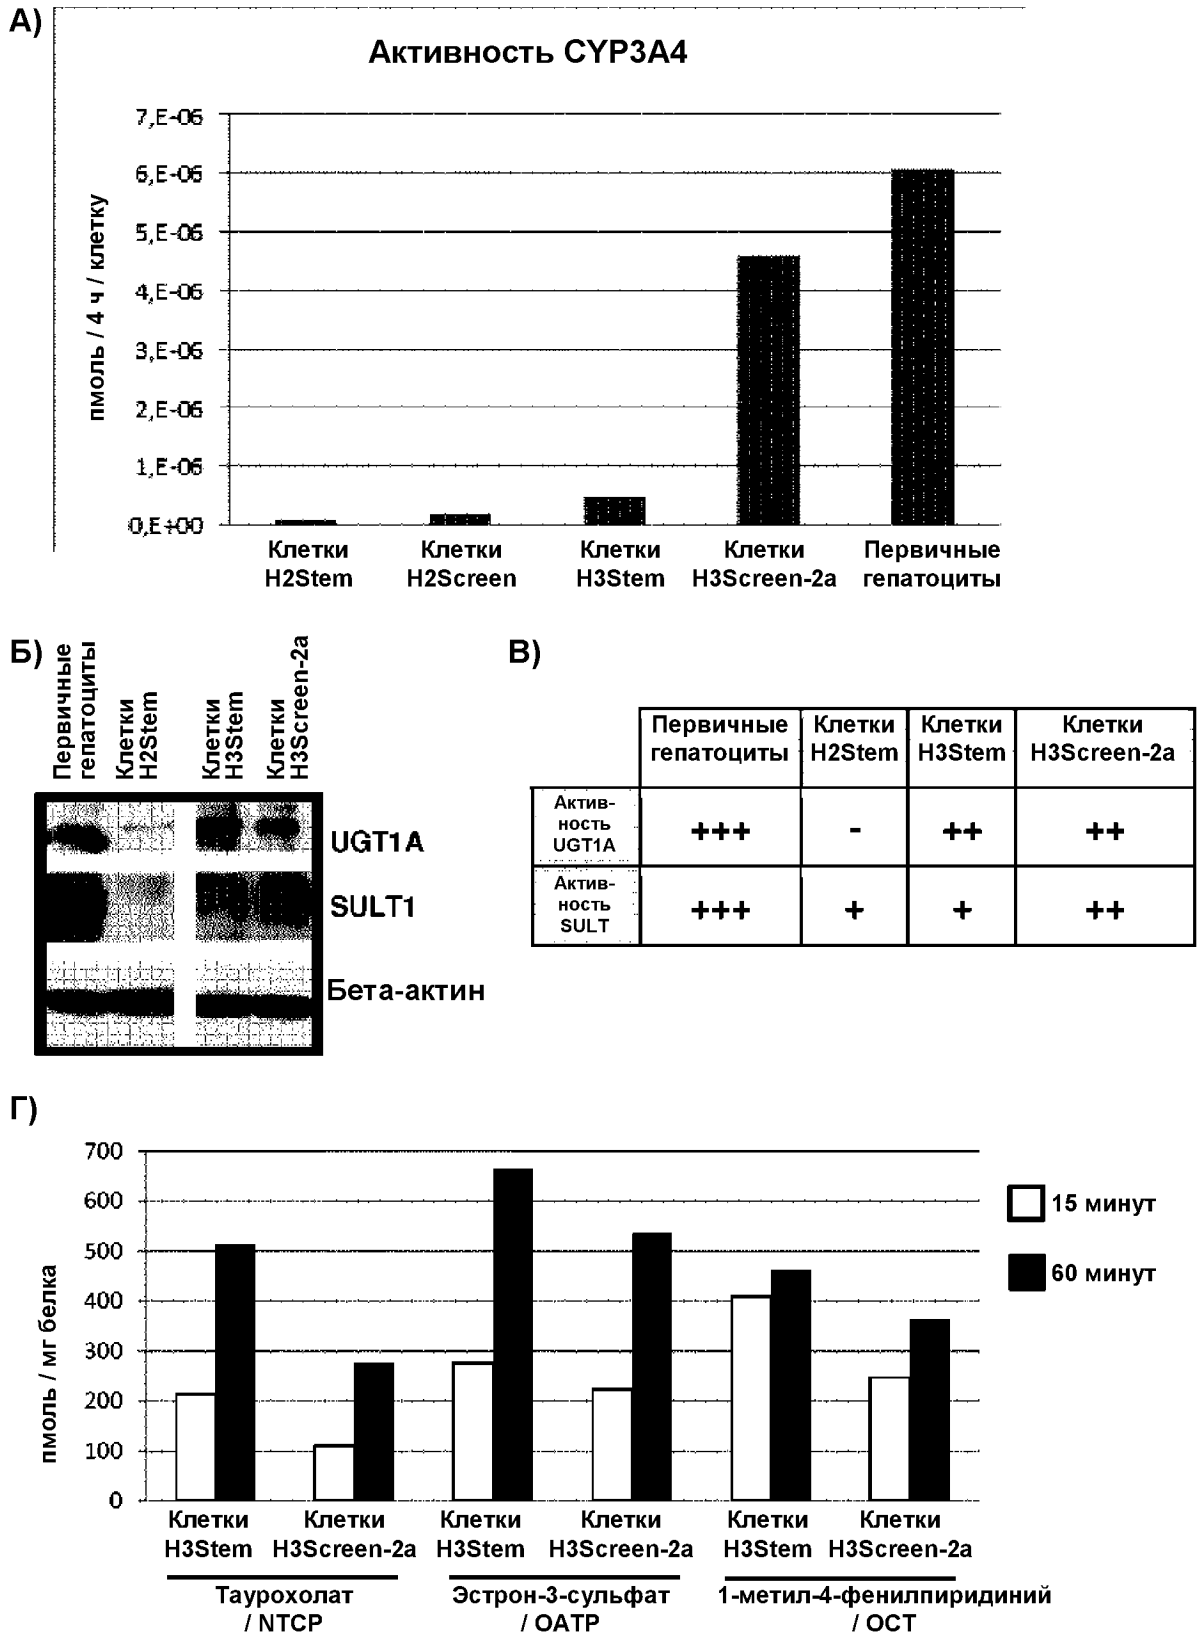 А)
Активность CYP3A4
пмоль / 4 ч / клетку
7,E-06
6,E-06
5,E-06
4,E-06
3,E-06
2,E-06
1,E-06
0,E+00
Клетки
H2Stem
Клетки
H2Screen
Клетки
H3Stem
Клетки
H3Screen-2a
Первичные
гепатоциты
Б)
Первичные
гепатоциты
Клетки
H2Stem
Клетки
H3Stem
Клетки
H3Screen-2a
UGT1A
SULT1
Бета-актин
В)
Первичные
гепатоциты
Клетки
H2Stem
Клетки
H3Stem
Клетки
H3Screen-2a
Актив-
ность
UGT1A
+++
-
++
++
Актив-
ность
SULT
+++
+
+
++
Г)
пмоль / мг белка
700
600
500
400
300
200
100
0
15 минут
60 минут
Клетки
H3Stem
Клетки
H3Screen-2a
Клетки
H3Stem
Клетки
H3Screen-2a
Клетки
H3Stem
Клетки
H3Screen-2a
Таурохолат
/ NTCP
Эстрон-3-сульфат
/ OATP
1-метил-4-фенилпиридиний
/ OCT